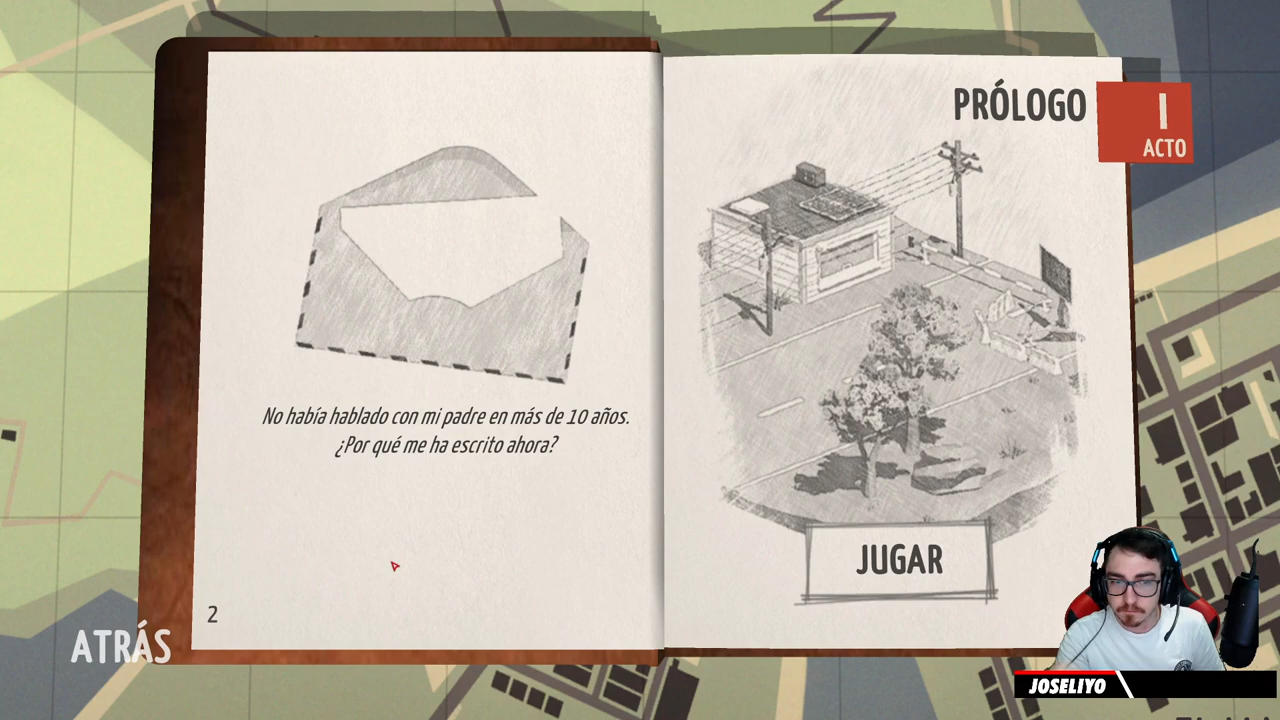 PRÓLOGO
I
ACTO
No había hablado con mi padre en más de 10 años.
¿Por qué me ha escrito ahora?
JUGAR
2
ATRÁS
JOSELIYO